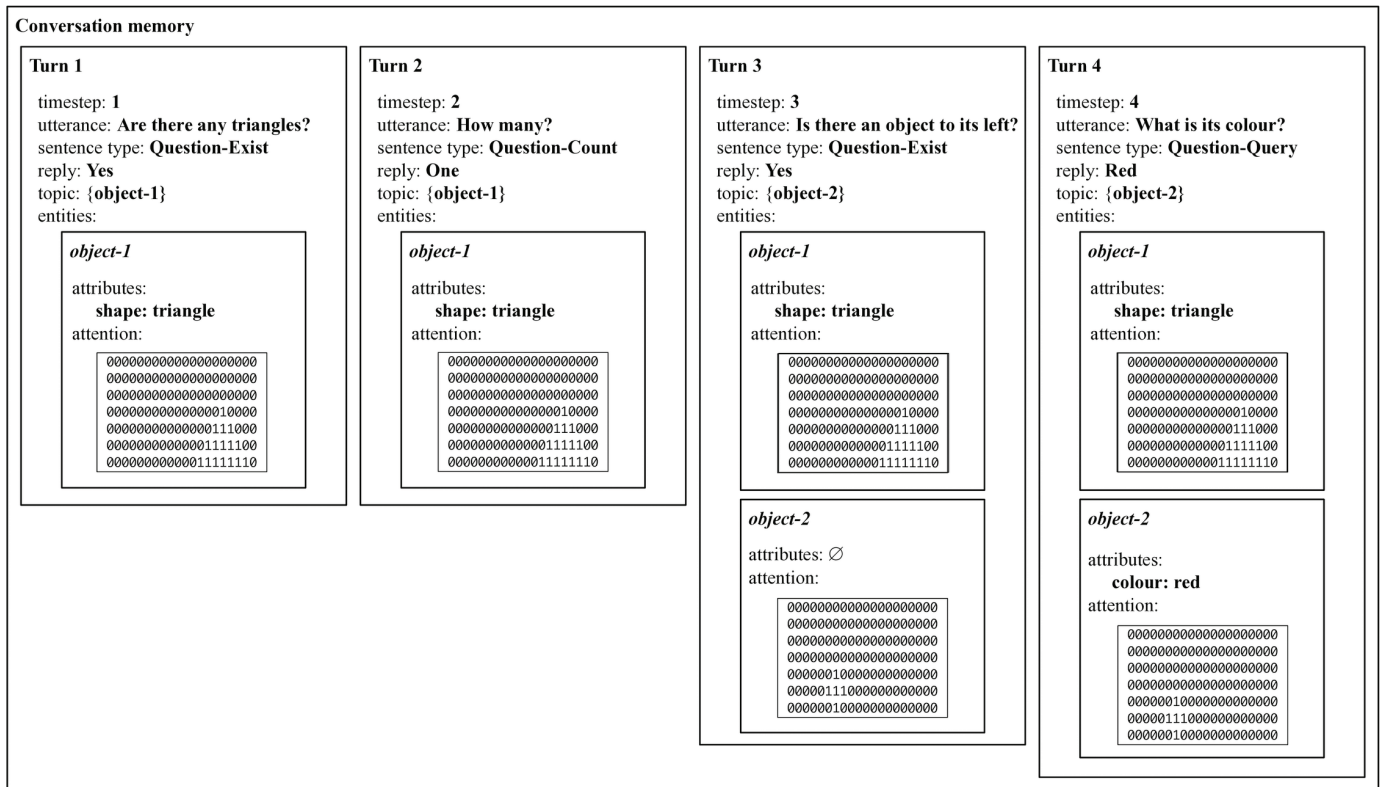 Conversation memory
Turn 1
timestep: 1
utterance: Are there any triangles?
sentence type: Question-Exist
reply: Yes
topic: {object-1}
entities:
object-1
attributes:
shape: triangle
attention:
00000000000000000000
00000000000000000000
00000000000000000000
00000000000000010000
00000000000000111000
00000000000001111100
00000000000011111110
Turn 2
timestep: 2
utterance: How many?
sentence type: Question-Count
reply: One
topic: {object-1}
entities:
object-1
attributes:
shape: triangle
attention:
00000000000000000000
00000000000000000000
00000000000000000000
00000000000000010000
00000000000000111000
00000000000001111100
00000000000011111110
Turn 3
timestep: 3
utterance: Is there an object to its left?
sentence type: Question-Exist
reply: Yes
topic: {object-2}
entities:
object-1
attributes:
shape: triangle
attention:
00000000000000000000
00000000000000000000
00000000000000000000
00000000000000010000
00000000000000111000
00000000000001111100
00000000000011111110
object-2
attributes: ∅
attention:
00000000000000000000
00000000000000000000
00000000000000000000
00000000000000000000
00000010000000000000
00000111000000000000
00000010000000000000
Turn 4
timestep: 4
utterance: What is its colour?
sentence type: Question-Query
reply: Red
topic: {object-2}
entities:
object-1
attributes:
shape: triangle
attention:
00000000000000000000
00000000000000000000
00000000000000000000
00000000000000010000
00000000000000111000
00000000000001111100
00000000000011111110
object-2
attributes:
colour: red
attention:
00000000000000000000
00000000000000000000
00000000000000000000
00000000000000000000
00000010000000000000
00000111000000000000
00000010000000000000